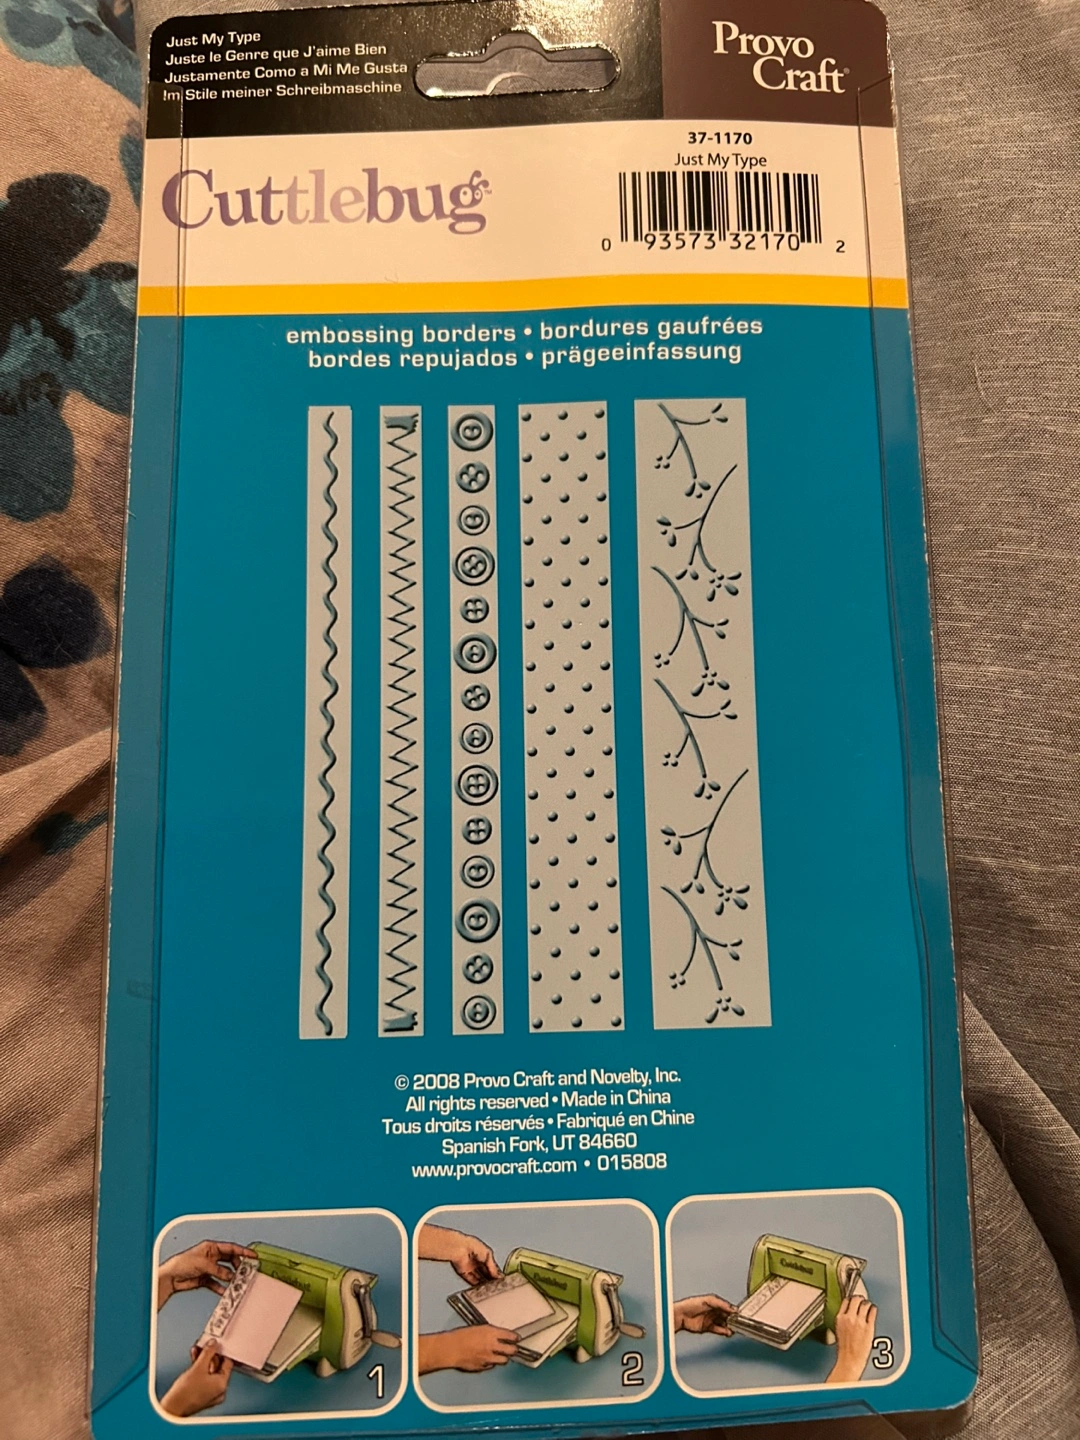 Just My Type
Juste le Genre que J'aime Bien
Justamente Como a Mi Me Gusta
Im Stile meiner Schreibmaschine
Provo
Craft®
37-1170
Just My Type
Cuttlebug™
0 93573 32170 2
embossing borders • bordures gaufrées
bordes repujados • prägeeinfassung
© 2008 Provo Craft and Novelty, Inc.
All rights reserved • Made in China
Tous droits réservés • Fabriqué en Chine
Spanish Fork, UT 84660
www.provocraft.com • 015808
Cuttlebug
1
Cuttlebug
2
Cuttlebug
3